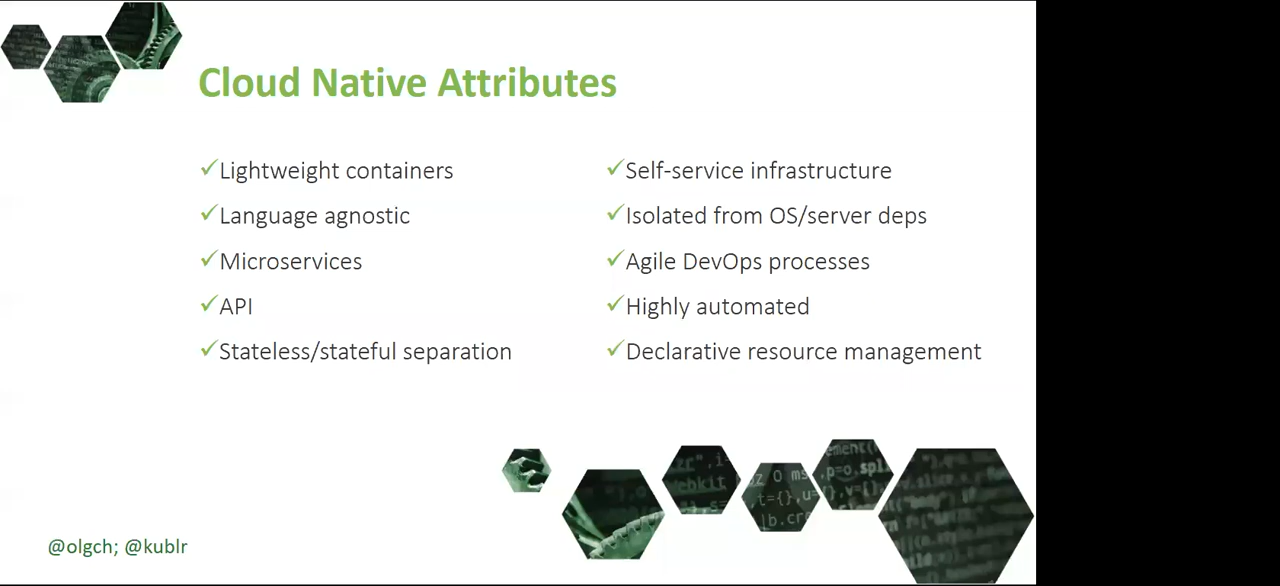 Cloud Native Attributes
✓Lightweight containers
✓Language agnostic
✓Microservices
✓API
✓Stateless/stateful separation
✓Self-service infrastructure
✓Isolated from OS/server deps
✓Agile DevOps processes
✓Highly automated
✓Declarative resource management
@olgch; @kublr